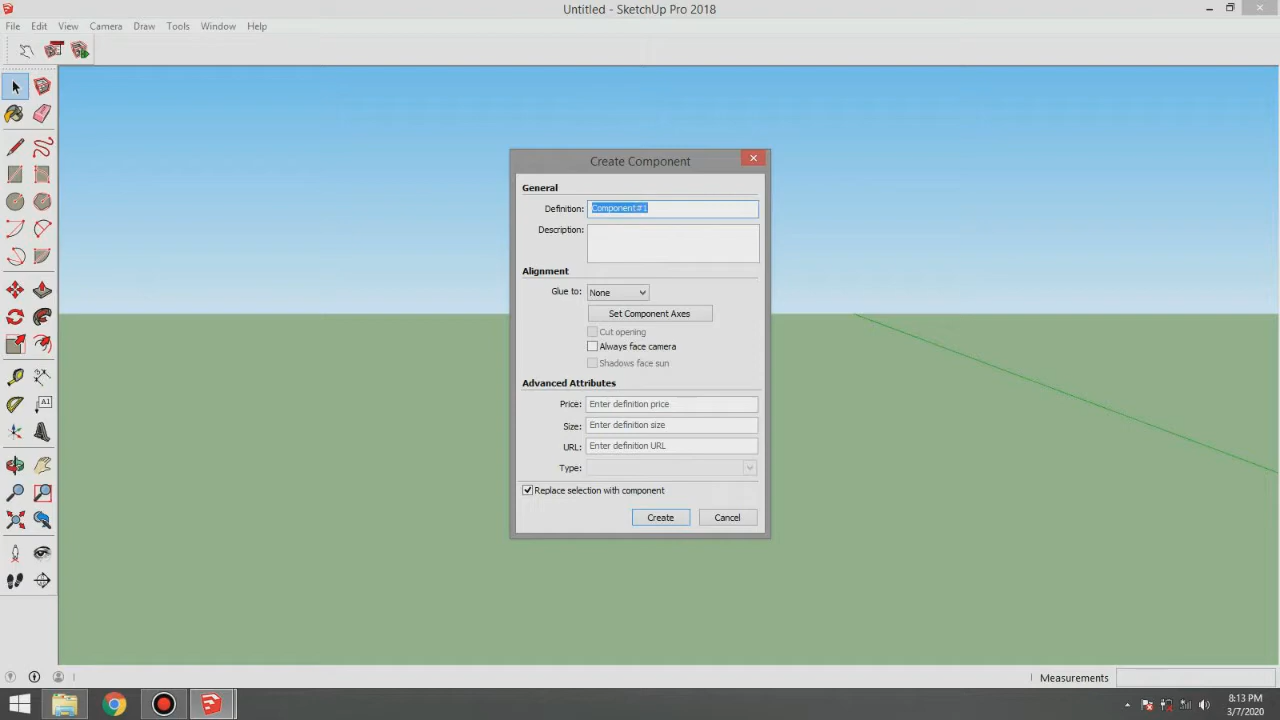 Untitled - SketchUp Pro 2018
File Edit View Camera Draw Tools Window Help
Create Component
General
Definition: Component#1
Description:
Alignment
Glue to: None
Set Component Axes
Cut opening
Always face camera
Shadows face sun
Advanced Attributes
Price: Enter definition price
Size: Enter definition size
URL: Enter definition URL
Type:
Replace selection with component
Create Cancel
A1
Measurements
8:13 PM
3/7/2020